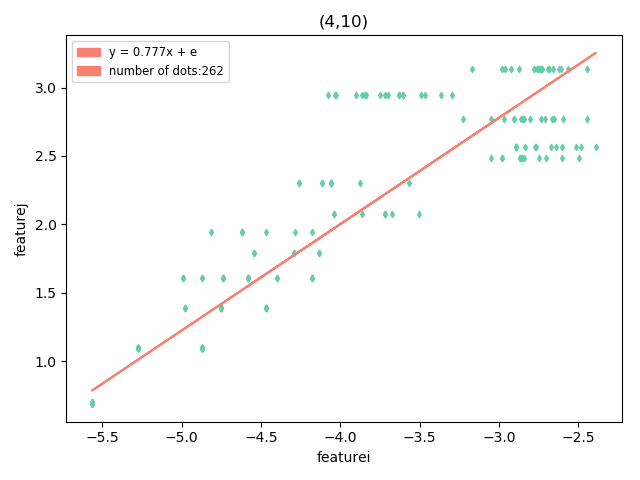 (4,10)
y = 0.777x + e
number of dots:262
3.0
2.5
2.0
1.5
1.0
featurej
−5.5 −5.0 −4.5 −4.0 −3.5 −3.0 −2.5
featurei